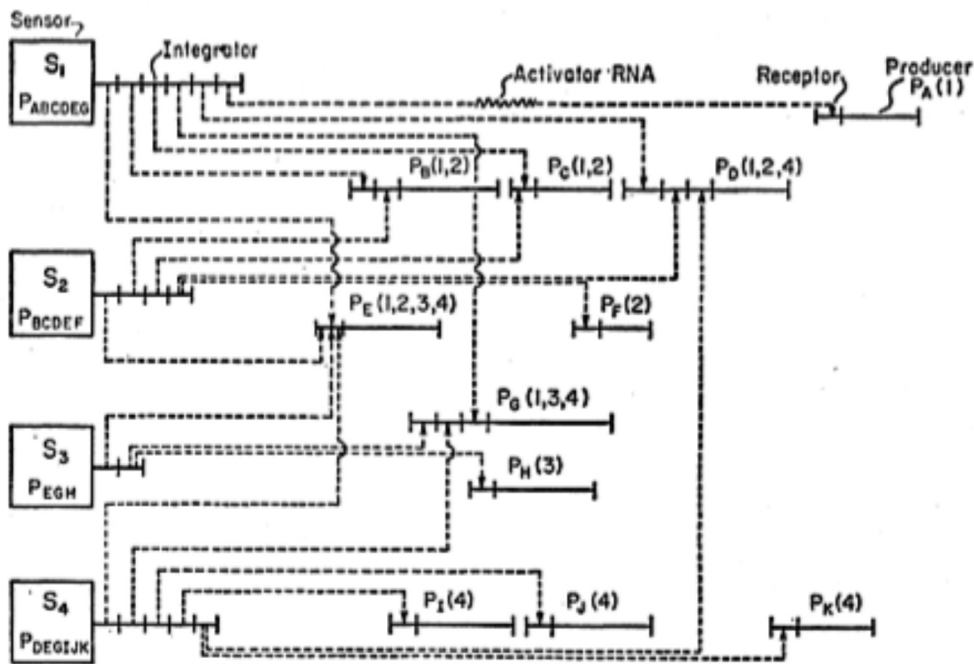 Sensor
S1
PABCDEG
Integrator
Activator RNA
Receptor
Producer
PA(1)
PB(1,2)
PC(1,2)
PD(1,2,4)
S2
PBCDEF
PE(1,2,3,4)
PF(2)
PG(1,3,4)
S3
PEGH
PH(3)
S4
PDEGIJK
PI(4)
PJ(4)
PK(4)